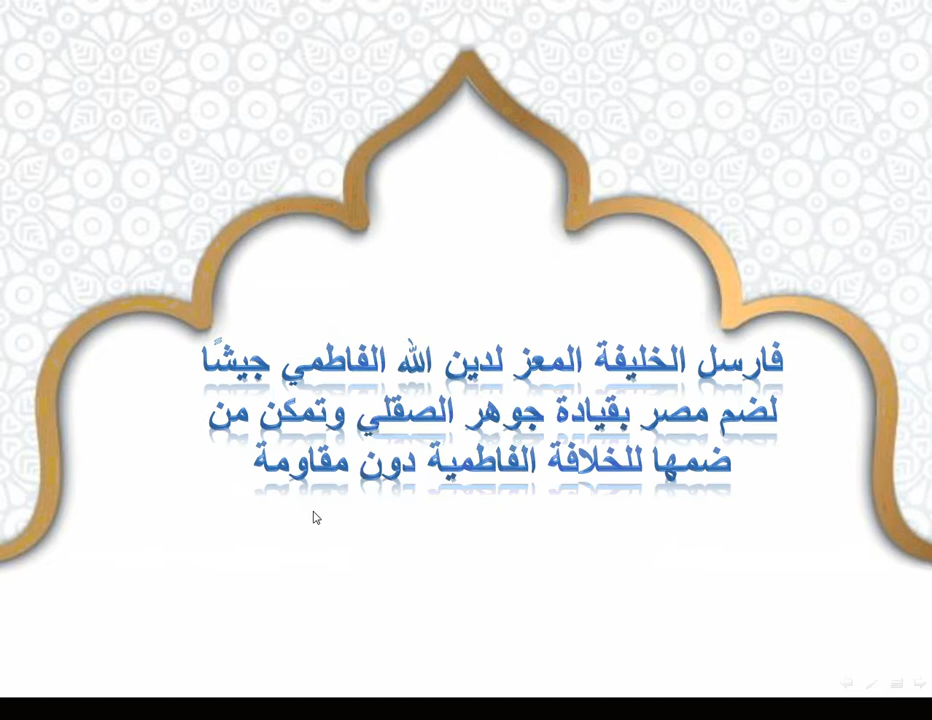 فارسل الخليفة المعز لدين الله الفاطمي جيشًا
لضم مصر بقيادة جوهر الصقلي وتمكن من
ضمها للخلافة الفاطمية دون مقاومة